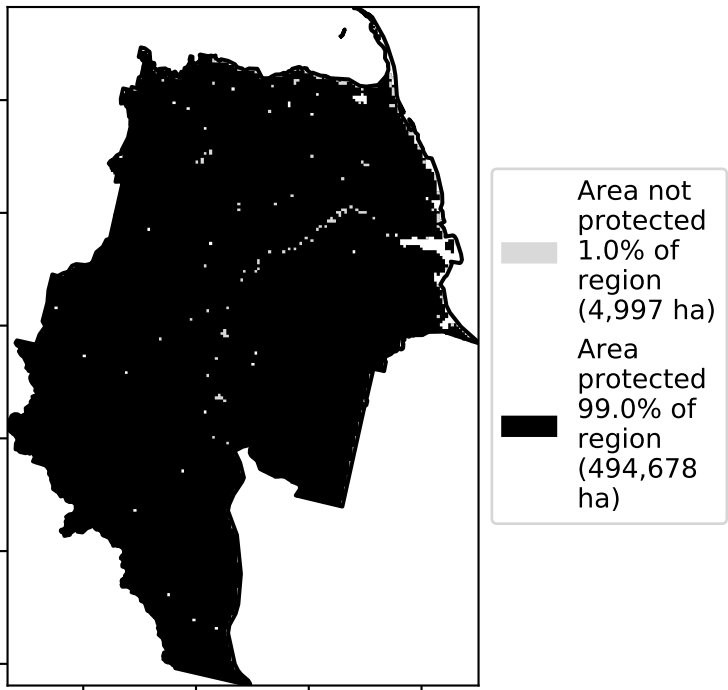 Area not
protected
1.0% of
region
(4,997 ha)
Area
protected
99.0% of
region
(494,678
ha)